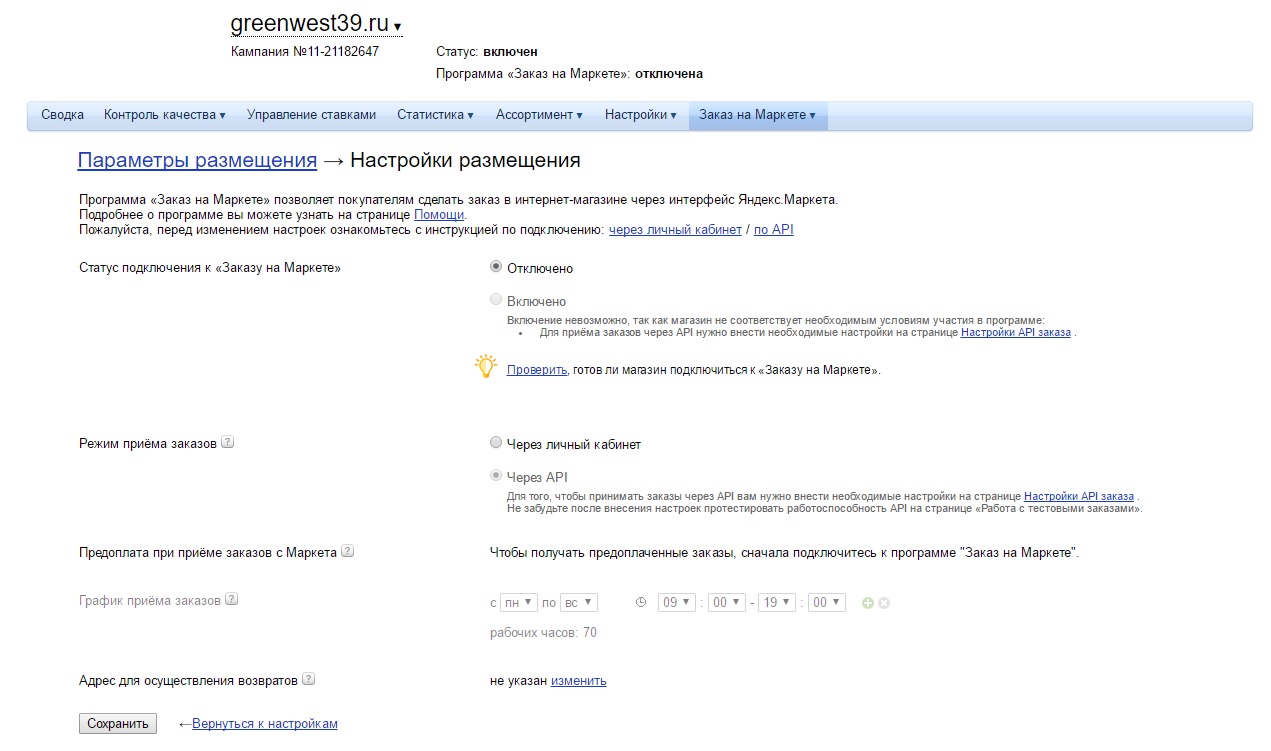 greenwest39.ru ▾
Кампания №11-21182647
Статус: включен
Программа «Заказ на Маркете»: отключена
Сводка Контроль качества ▾ Управление ставками Статистика ▾ Ассортимент ▾ Настройки ▾ Заказ на Маркете ▾
Параметры размещения → Настройки размещения
Программа «Заказ на Маркете» позволяет покупателям сделать заказ в интернет-магазине через интерфейс Яндекс.Маркета.
Подробнее о программе вы можете узнать на странице Помощи.
Пожалуйста, перед изменением настроек ознакомьтесь с инструкцией по подключению: через личный кабинет / по API
Статус подключения к «Заказу на Маркете» Отключено
Включено
Включение невозможно, так как магазин не соответствует необходимым условиям участия в программе:
• Для приёма заказов через API нужно внести необходимые настройки на странице Настройки API заказа .
Проверить, готов ли магазин подключиться к «Заказу на Маркете».
Режим приёма заказов ? Через личный кабинет
Через API
Для того, чтобы принимать заказы через API вам нужно внести необходимые настройки на странице Настройки API заказа .
Не забудьте после внесения настроек протестировать работоспособность API на странице «Работа с тестовыми заказами».
Предоплата при приёме заказов с Маркета ? Чтобы получать предоплаченные заказы, сначала подключитесь к программе "Заказ на Маркете".
График приёма заказов ? с пн ▾ по вс ▾ 09 ▾ : 00 ▾ - 19 ▾ : 00 ▾
рабочих часов: 70
Адрес для осуществления возвратов ? не указан изменить
Сохранить ←Вернуться к настройкам